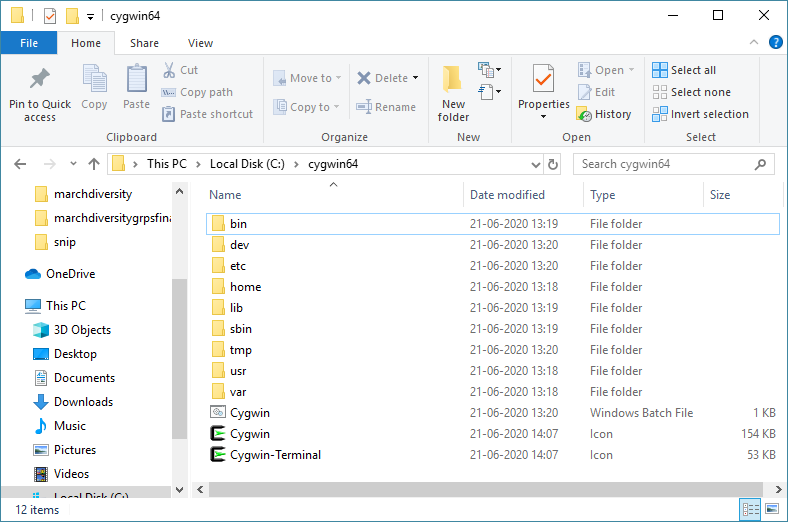 cygwin64
File Home Share View
Pin to Quick access Copy Paste Cut Copy path Paste shortcut
Clipboard
Move to Copy to Delete Rename
Organize
New folder
New
Properties Open Edit History
Open
Select all Select none Invert selection
Select
This PC Local Disk (C:) cygwin64 Search cygwin64
marchdiversity
marchdiversitygrpsfina
snip
OneDrive
This PC
3D Objects
Desktop
Documents
Downloads
Music
Pictures
Videos
Local Disk (C:)
Name Date modified Type Size
bin 21-06-2020 13:19 File folder
dev 21-06-2020 13:20 File folder
etc 21-06-2020 13:20 File folder
home 21-06-2020 13:18 File folder
lib 21-06-2020 13:19 File folder
sbin 21-06-2020 13:19 File folder
tmp 21-06-2020 13:20 File folder
usr 21-06-2020 13:18 File folder
var 21-06-2020 13:18 File folder
Cygwin 21-06-2020 13:20 Windows Batch File 1 KB
Cygwin 21-06-2020 14:07 Icon 154 KB
Cygwin-Terminal 21-06-2020 14:07 Icon 53 KB
12 items